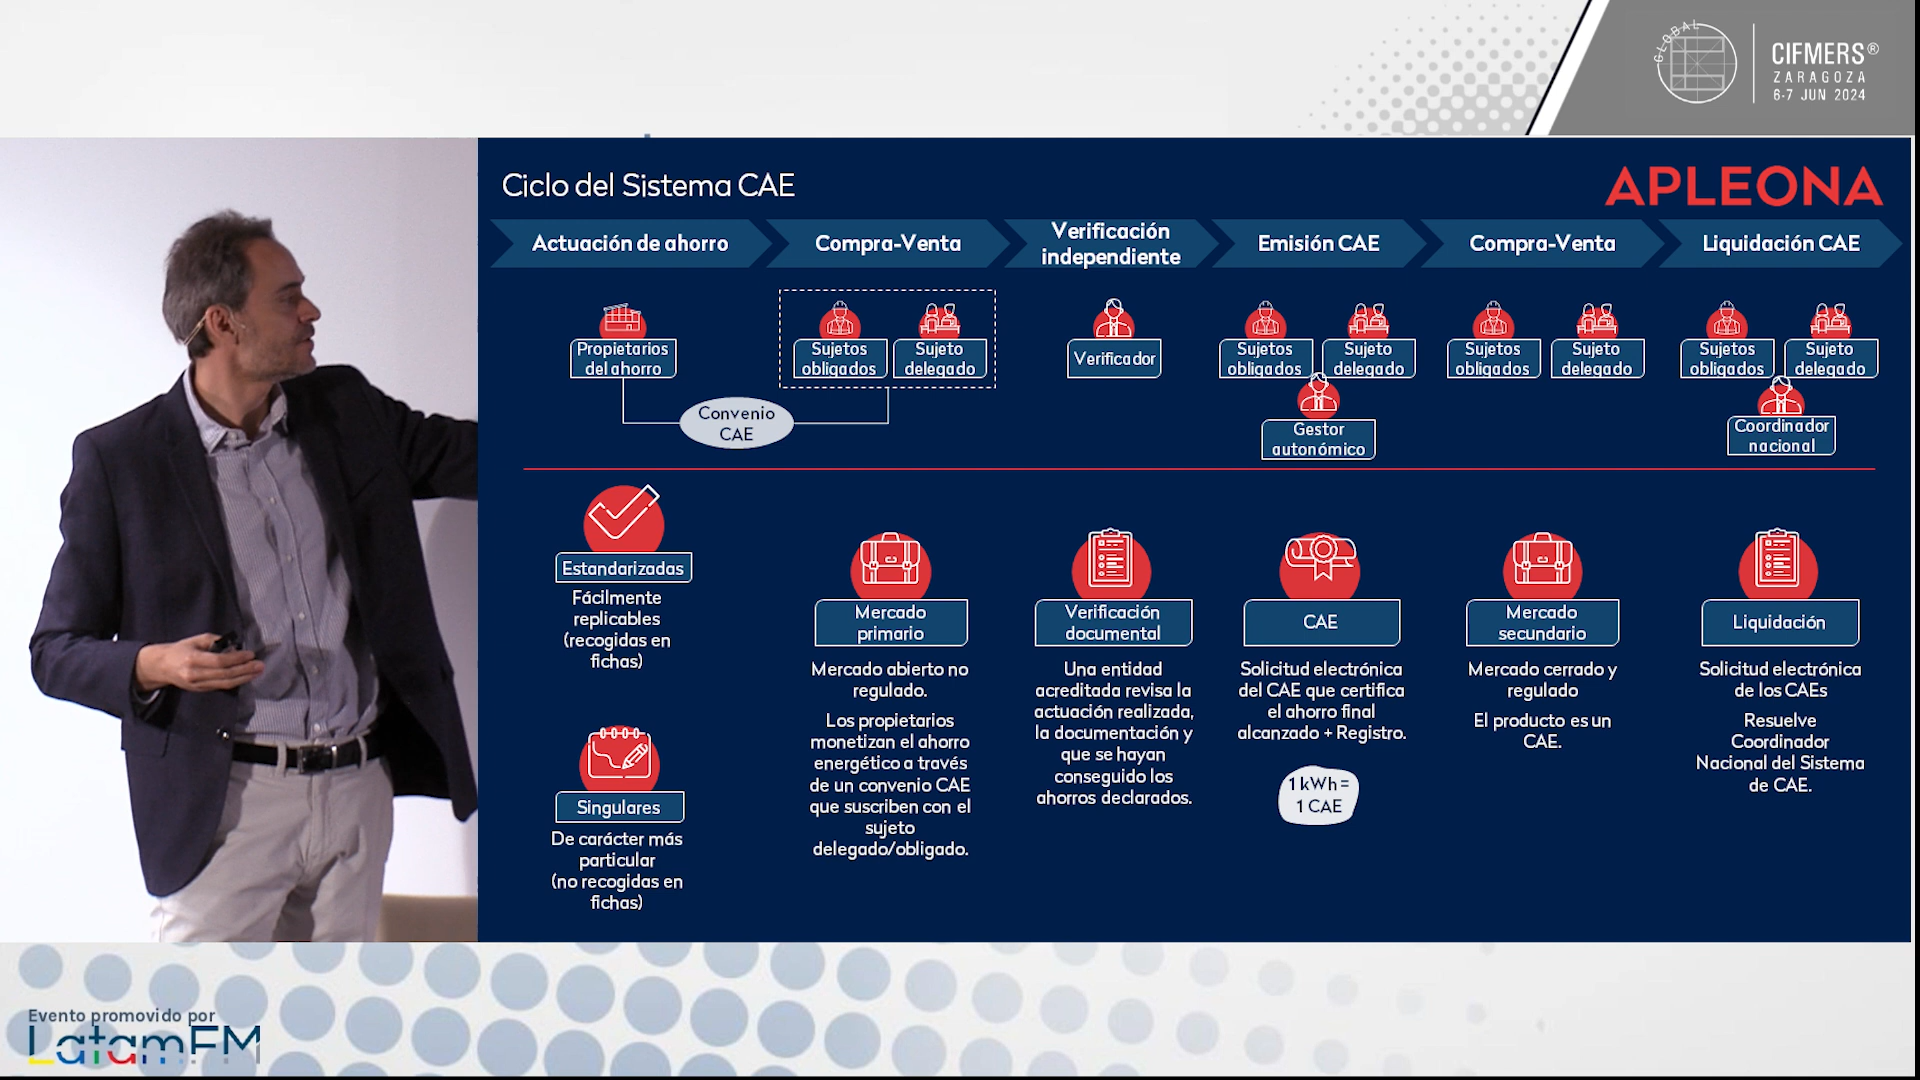 GLOBAL
CIFMERS®
ZARAGOZA
6-7 JUN 2024
Ciclo del Sistema CAE
APLEONA
Actuación de ahorro
Compra-Venta
Verificación
independiente
Emisión CAE
Compra-Venta
Liquidación CAE
Propietarios
del ahorro
Sujetos
obligados
Sujeto
delegado
Convenio
CAE
Verificador
Sujetos
obligados
Sujeto
delegado
Gestor
autonómico
Sujetos
obligados
Sujeto
delegado
Sujetos
obligados
Sujeto
delegado
Coordinador
nacional
Estandarizadas
Fácilmente
replicables
(recogidas en
fichas)
Singulares
De carácter más
particular
(no recogidas en
fichas)
Mercado
primario
Mercado abierto no
regulado.
Los propietarios
monetizan el ahorro
energético a través
de un convenio CAE
que suscriben con el
sujeto
delegado/obligado.
Verificación
documental
Una entidad
acreditada revisa la
actuación realizada,
la documentación y
que se hayan
conseguido los
ahorros declarados.
CAE
Solicitud electrónica
del CAE que certifica
el ahorro final
alcanzado + Registro.
1 kWh =
1 CAE
Mercado
secundario
Mercado cerrado y
regulado
El producto es un
CAE.
Liquidación
Solicitud electrónica
de los CAEs
Resuelve
Coordinador
Nacional del Sistema
de CAE.
Evento promovido por
LatamFM